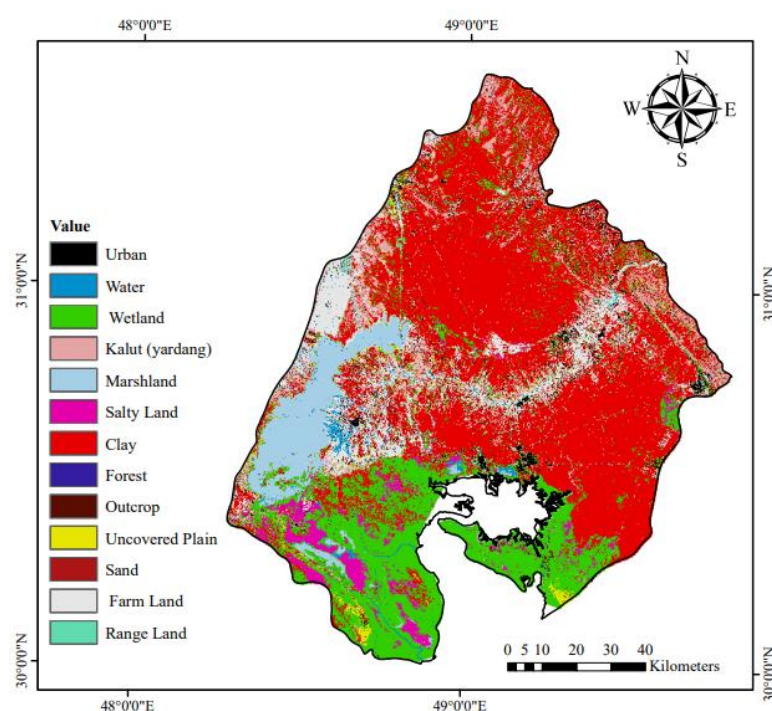 48°0'0"E
49°0'0"E
N
W
E
S
31°0'0"N
31°0'0"N
Value
Urban
Water
Wetland
Kalut (yardang)
Marshland
Salty Land
Clay
Forest
Outcrop
Uncovered Plain
Sand
Farm Land
Range Land
0 5 10 20 30 40
Kilometers
30°0'0"N
30°0'0"N
48°0'0"E
49°0'0"E